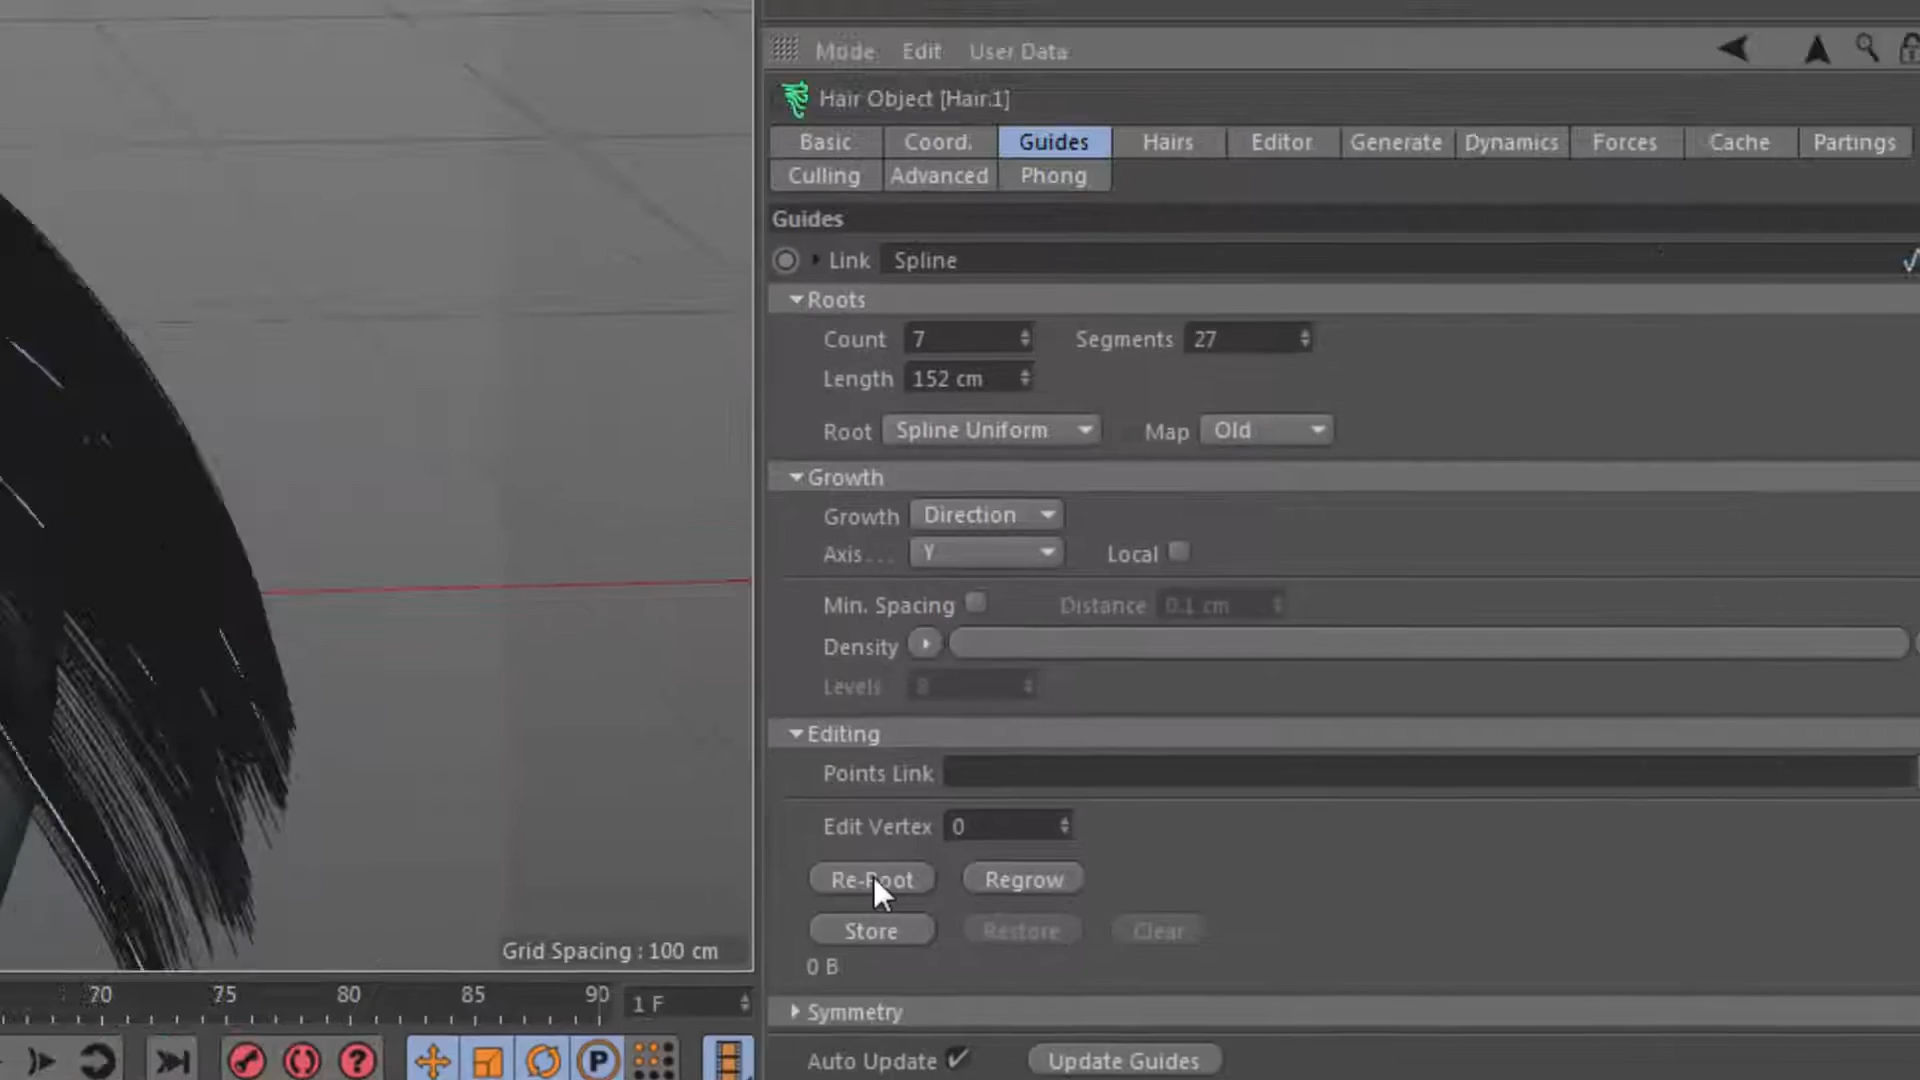 Mode Edit User Data
Hair Object [Hair.1]
Basic Coord. Guides Hairs Editor Generate Dynamics Forces Cache Partings
Culling Advanced Phong
Guides
Link Spline
Roots
Count 7 Segments 27
Length 152 cm
Root Spline Uniform Map Old
Growth
Growth Direction
Axis . . . Y Local
Min. Spacing Distance 0.1 cm
Density
Levels 8
Editing
Points Link
Edit Vertex 0
Re-Root Regrow
Store Restore Clear
0 B
Symmetry
Auto Update Update Guides
Grid Spacing : 100 cm
70 75 80 85 90 1 F
P